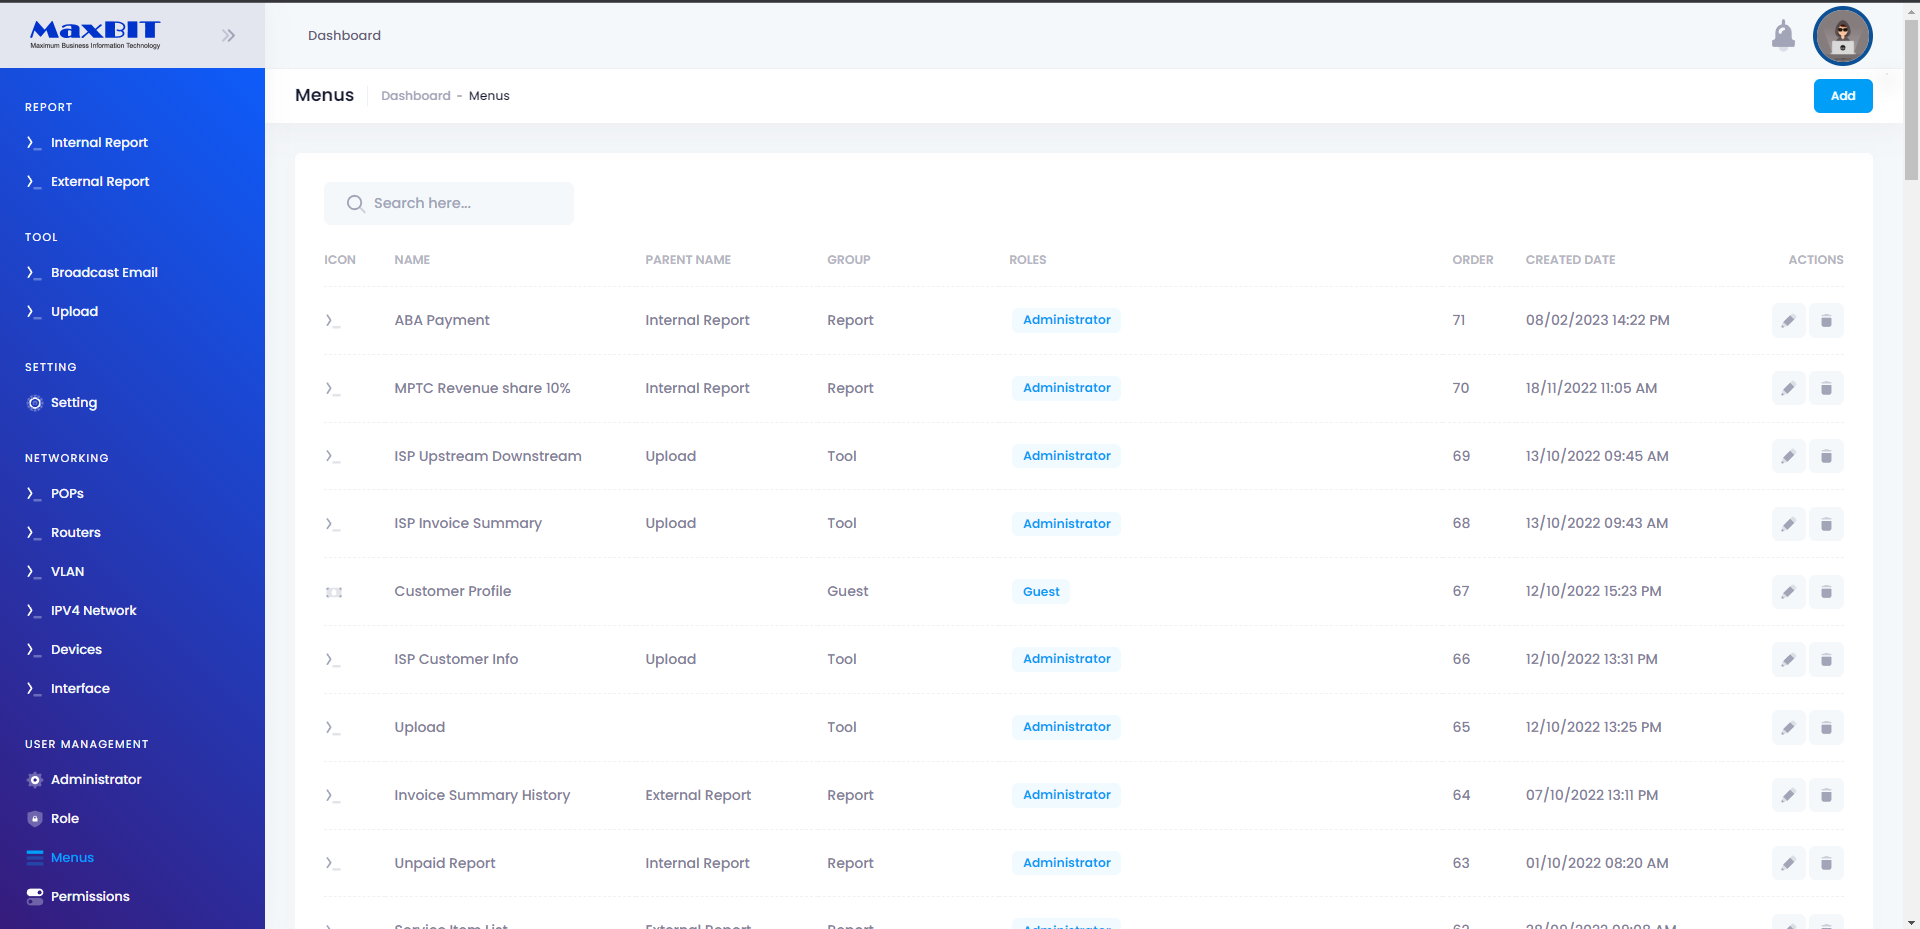 MaxBIT
Maximum Business Information Technology
Dashboard
Menus Dashboard - Menus
Add
REPORT
Internal Report
External Report
TOOL
Broadcast Email
Upload
SETTING
Setting
NETWORKING
POPs
Routers
VLAN
IPV4 Network
Devices
Interface
USER MANAGEMENT
Administrator
Role
Menus
Permissions
Search here...
ICON NAME PARENT NAME GROUP ROLES ORDER CREATED DATE ACTIONS
ABA Payment Internal Report Report Administrator 71 08/02/2023 14:22 PM
MPTC Revenue share 10% Internal Report Report Administrator 70 18/11/2022 11:05 AM
ISP Upstream Downstream Upload Tool Administrator 69 13/10/2022 09:45 AM
ISP Invoice Summary Upload Tool Administrator 68 13/10/2022 09:43 AM
Customer Profile Guest Guest 67 12/10/2022 15:23 PM
ISP Customer Info Upload Tool Administrator 66 12/10/2022 13:31 PM
Upload Tool Administrator 65 12/10/2022 13:25 PM
Invoice Summary History External Report Report Administrator 64 07/10/2022 13:11 PM
Unpaid Report Internal Report Report Administrator 63 01/10/2022 08:20 AM
Service Item List External Report Report Administrator 62